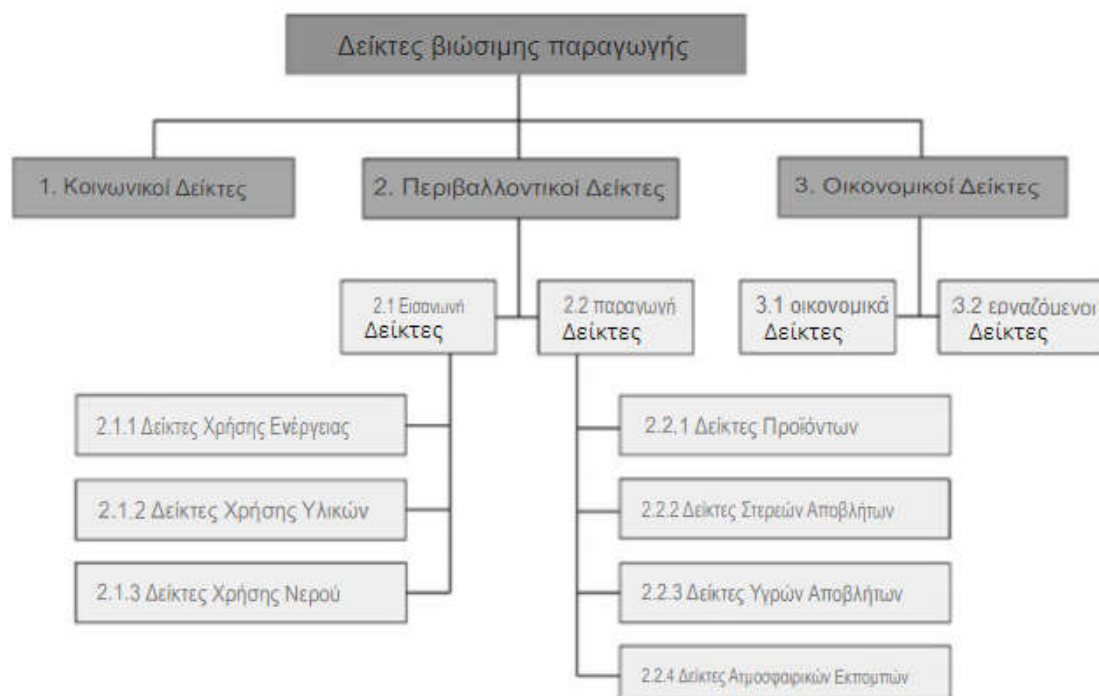 Δείκτες βιώσιμης παραγωγής
1. Κοινωνικοί Δείκτες
2. Περιβαλλοντικοί Δείκτες
3. Οικονομικοί Δείκτες
2.1 Εισαγωγή
Δείκτες
2.2 παραγωγή
Δείκτες
3.1 οικονομικά
Δείκτες
3.2 εργαζόμενοι
Δείκτες
2.1.1 Δείκτες Χρήσης Ενέργειας
2.1.2 Δείκτες Χρήσης Υλικών
2.1.3 Δείκτες Χρήσης Νερού
2.2.1 Δείκτες Προϊόντων
2.2.2 Δείκτες Στερεών Αποβλήτων
2.2.3 Δείκτες Υγρών Αποβλήτων
2.2.4 Δείκτες Ατμοσφαιρικών Εκπομπών